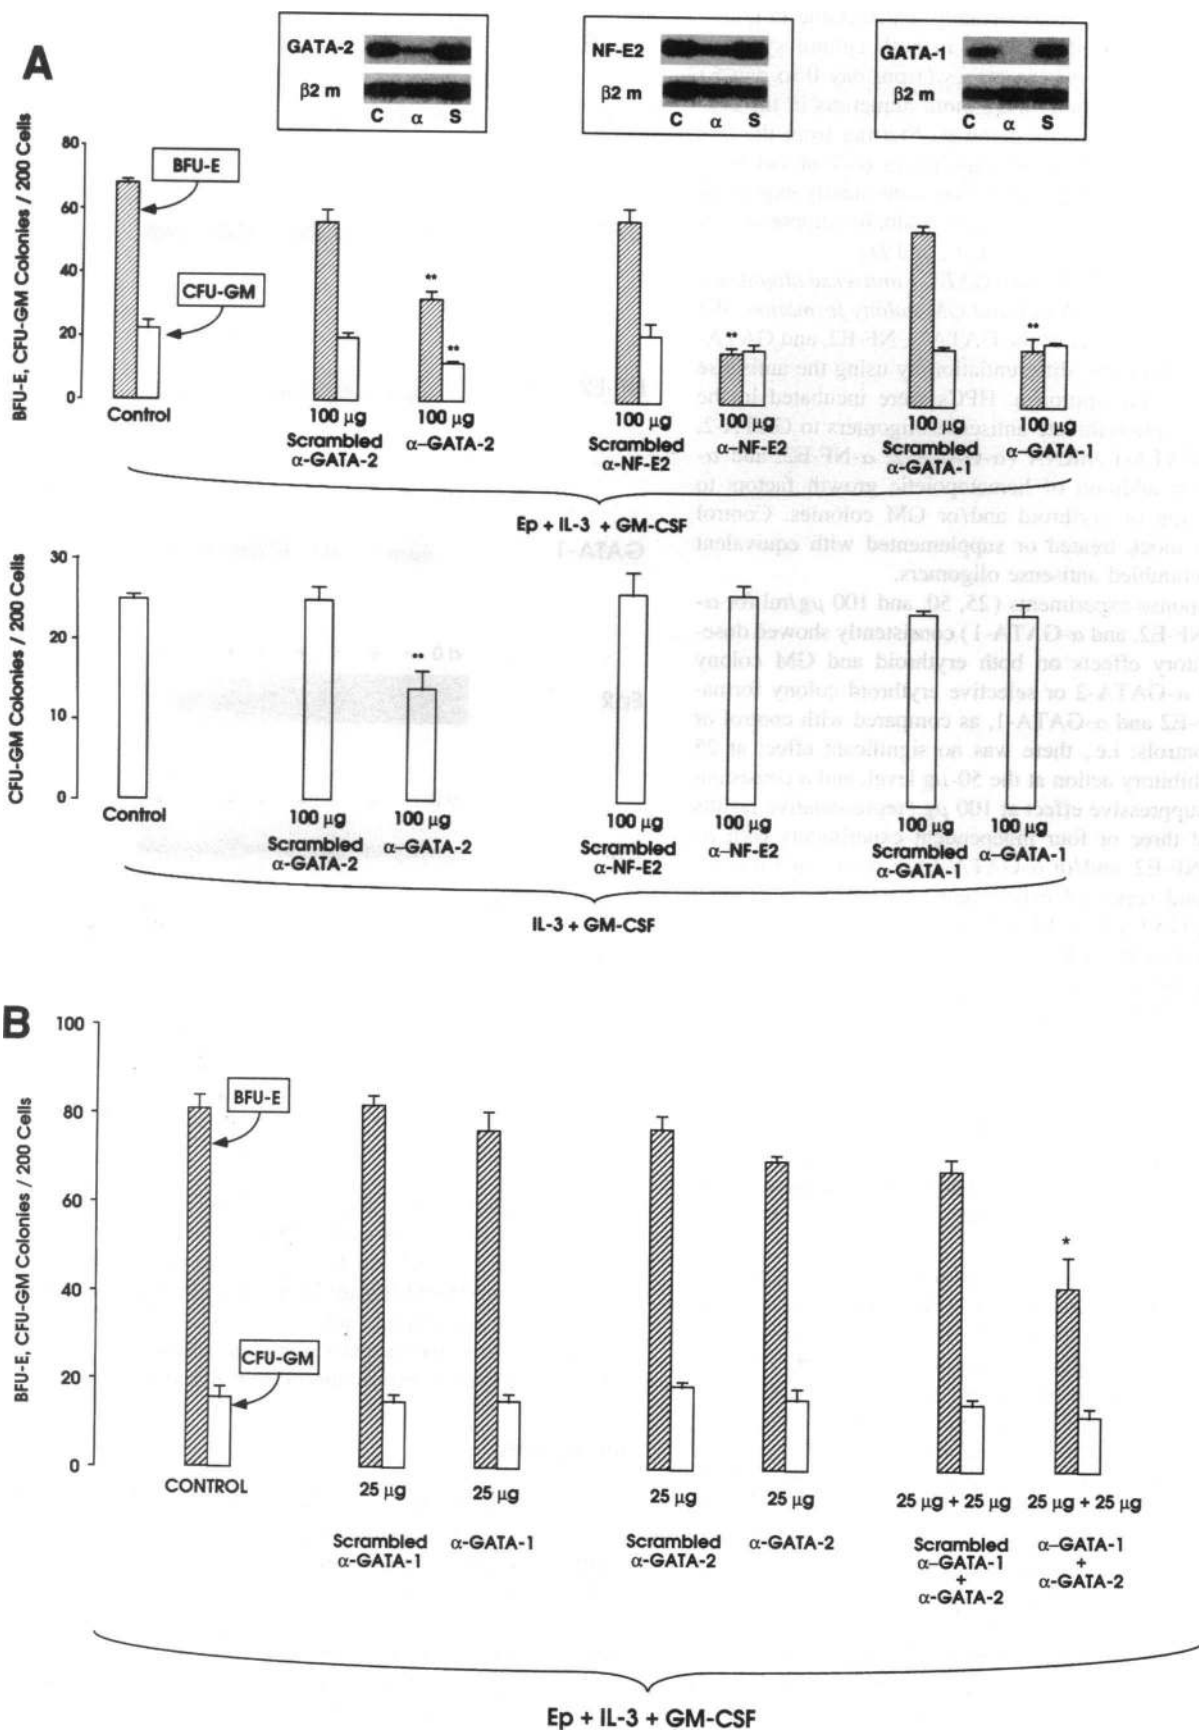 A
GATA-2
β2 m
C α S
NF-E2
β2 m
C α S
GATA-1
β2 m
C α S
BFU-E, CFU-GM Colonies / 200 Cells
80
60
40
20
0
BFU-E
CFU-GM
** ** ** **
Control
100 µg 100 µg 100 µg 100 µg 100 µg 100 µg
Scrambled α-GATA-2
α-GATA-2
Scrambled α-NF-E2
α-NF-E2
Scrambled α-GATA-1
α-GATA-1
Ep + IL-3 + GM-CSF
CFU-GM Colonies / 200 Cells
30
20
10
0
**
Control
100 µg 100 µg 100 µg 100 µg 100 µg 100 µg
Scrambled α-GATA-2
α-GATA-2
Scrambled α-NF-E2
α-NF-E2
Scrambled α-GATA-1
α-GATA-1
IL-3 + GM-CSF
B
BFU-E, CFU-GM Colonies / 200 Cells
100
80
60
40
20
0
BFU-E
CFU-GM
*
CONTROL
25 µg 25 µg 25 µg 25 µg 25 µg + 25 µg 25 µg + 25 µg
Scrambled α-GATA-1
α-GATA-1
Scrambled α-GATA-2
α-GATA-2
Scrambled α-GATA-1 + α-GATA-2
α-GATA-1 + α-GATA-2
Ep + IL-3 + GM-CSF